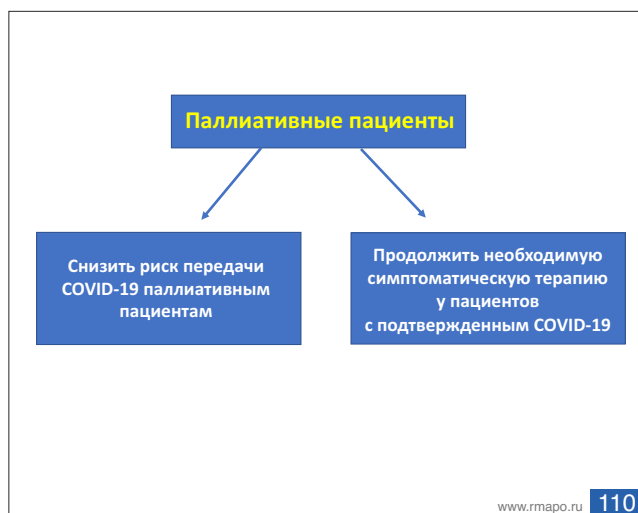 Паллиативные пациенты
Снизить риск передачи
COVID-19 паллиативным
пациентам
Продолжить необходимую
симптоматическую терапию
у пациентов
с подтвержденным COVID-19
www.rmapo.ru 110